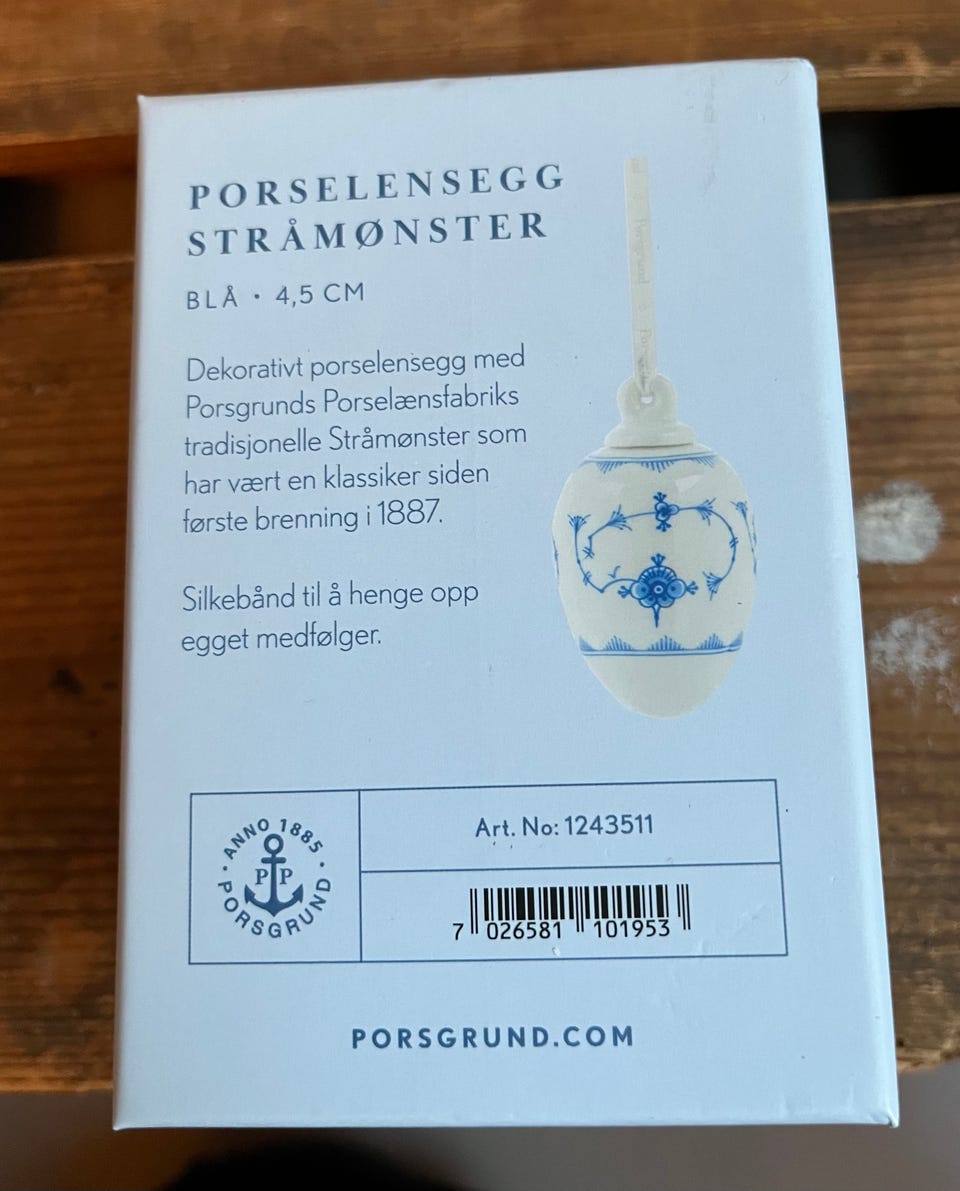 PORSELENSEGG
STRÅMØNSTER
BLÅ · 4,5 CM
Dekorativt porselensegg med
Porsgrunds Porselænsfabriks
tradisjonelle Stråmønster som
har vært en klassiker siden
første brenning i 1887.
Silkebånd til å henge opp
egget medfølger.
Porsgrund
· ANNO 1885 ·
P P
PORSGRUND
Art. No: 1243511
7 026581 101953
PORSGRUND.COM